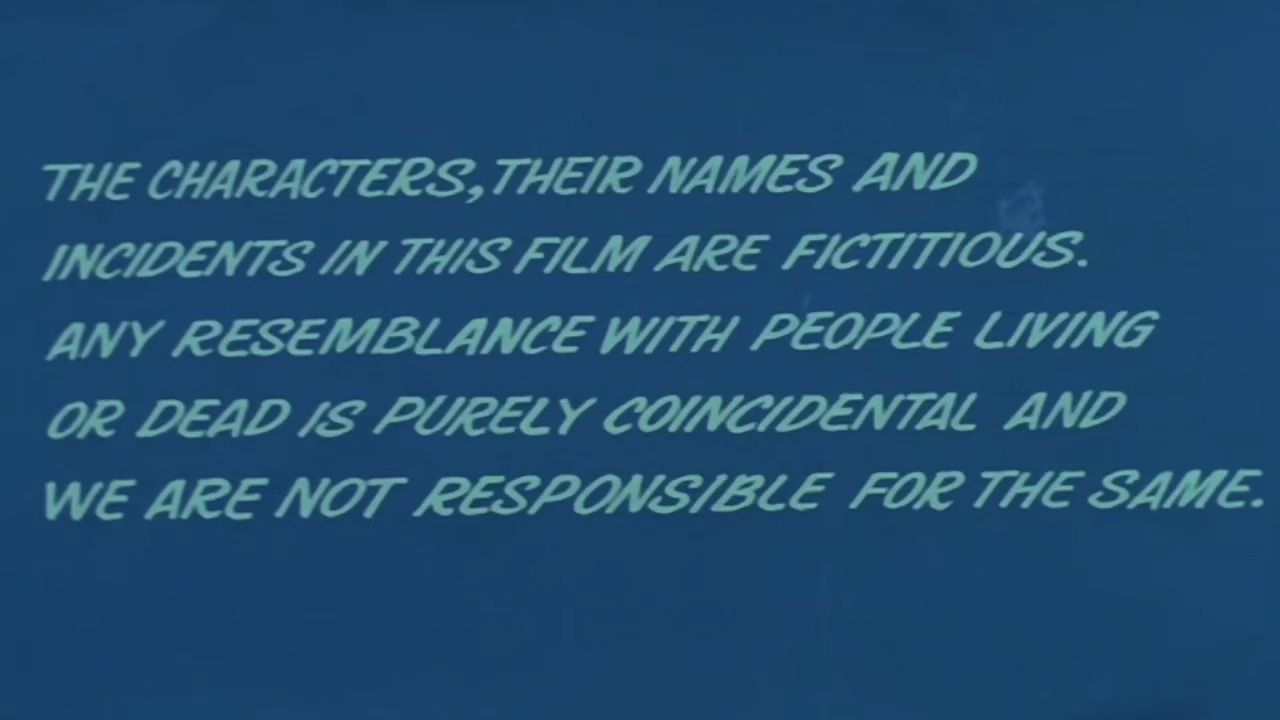 THE CHARACTERS, THEIR NAMES AND
INCIDENTS IN THIS FILM ARE FICTITIOUS.
ANY RESEMBLANCE WITH PEOPLE LIVING
OR DEAD IS PURELY COINCIDENTAL AND
WE ARE NOT RESPONSIBLE FOR THE SAME.